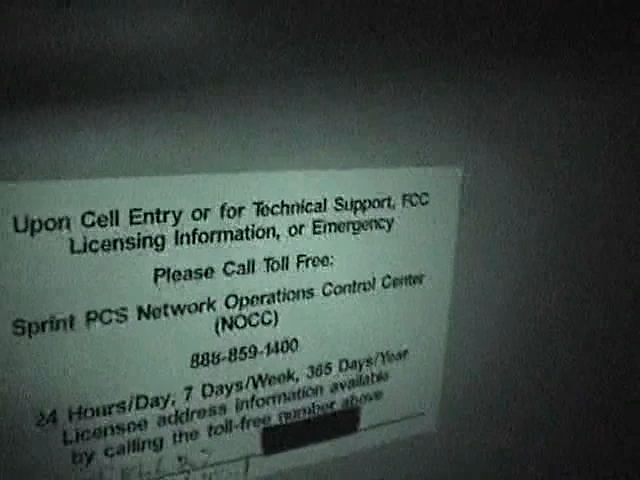 Upon Cell Entry or for Technical Support, FCC
Licensing Information, or Emergency
Please Call Toll Free:
Sprint PCS Network Operations Control Center
(NOCC)
888-859-1400
24 Hours/Day, 7 Days/Week, 365 Days/Year
Licensee address information available
by calling the toll-free number above